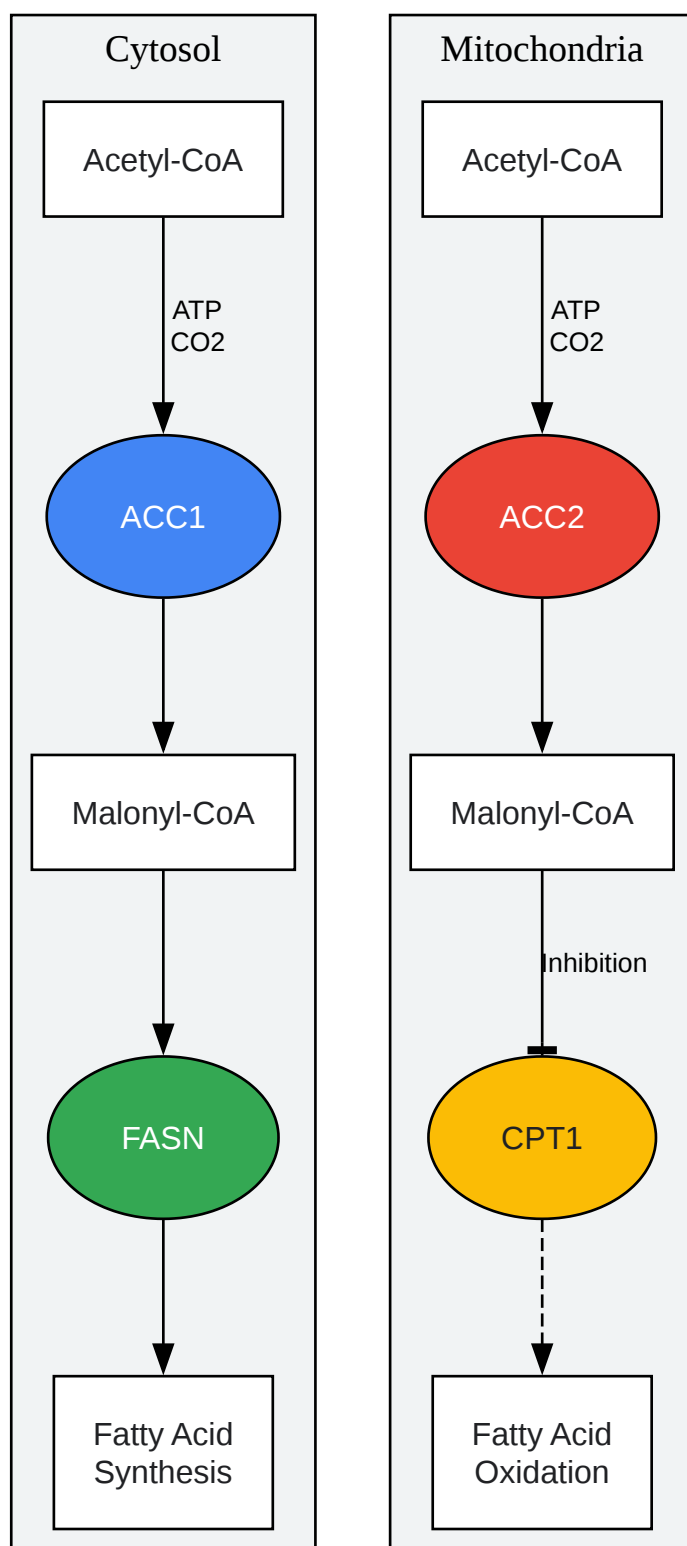 Cytosol
Acetyl-CoA
ATP
CO2
ACC1
Malonyl-CoA
FASN
Fatty Acid
Synthesis
Mitochondria
Acetyl-CoA
ATP
CO2
ACC2
Malonyl-CoA
Inhibition
CPT1
Fatty Acid
Oxidation